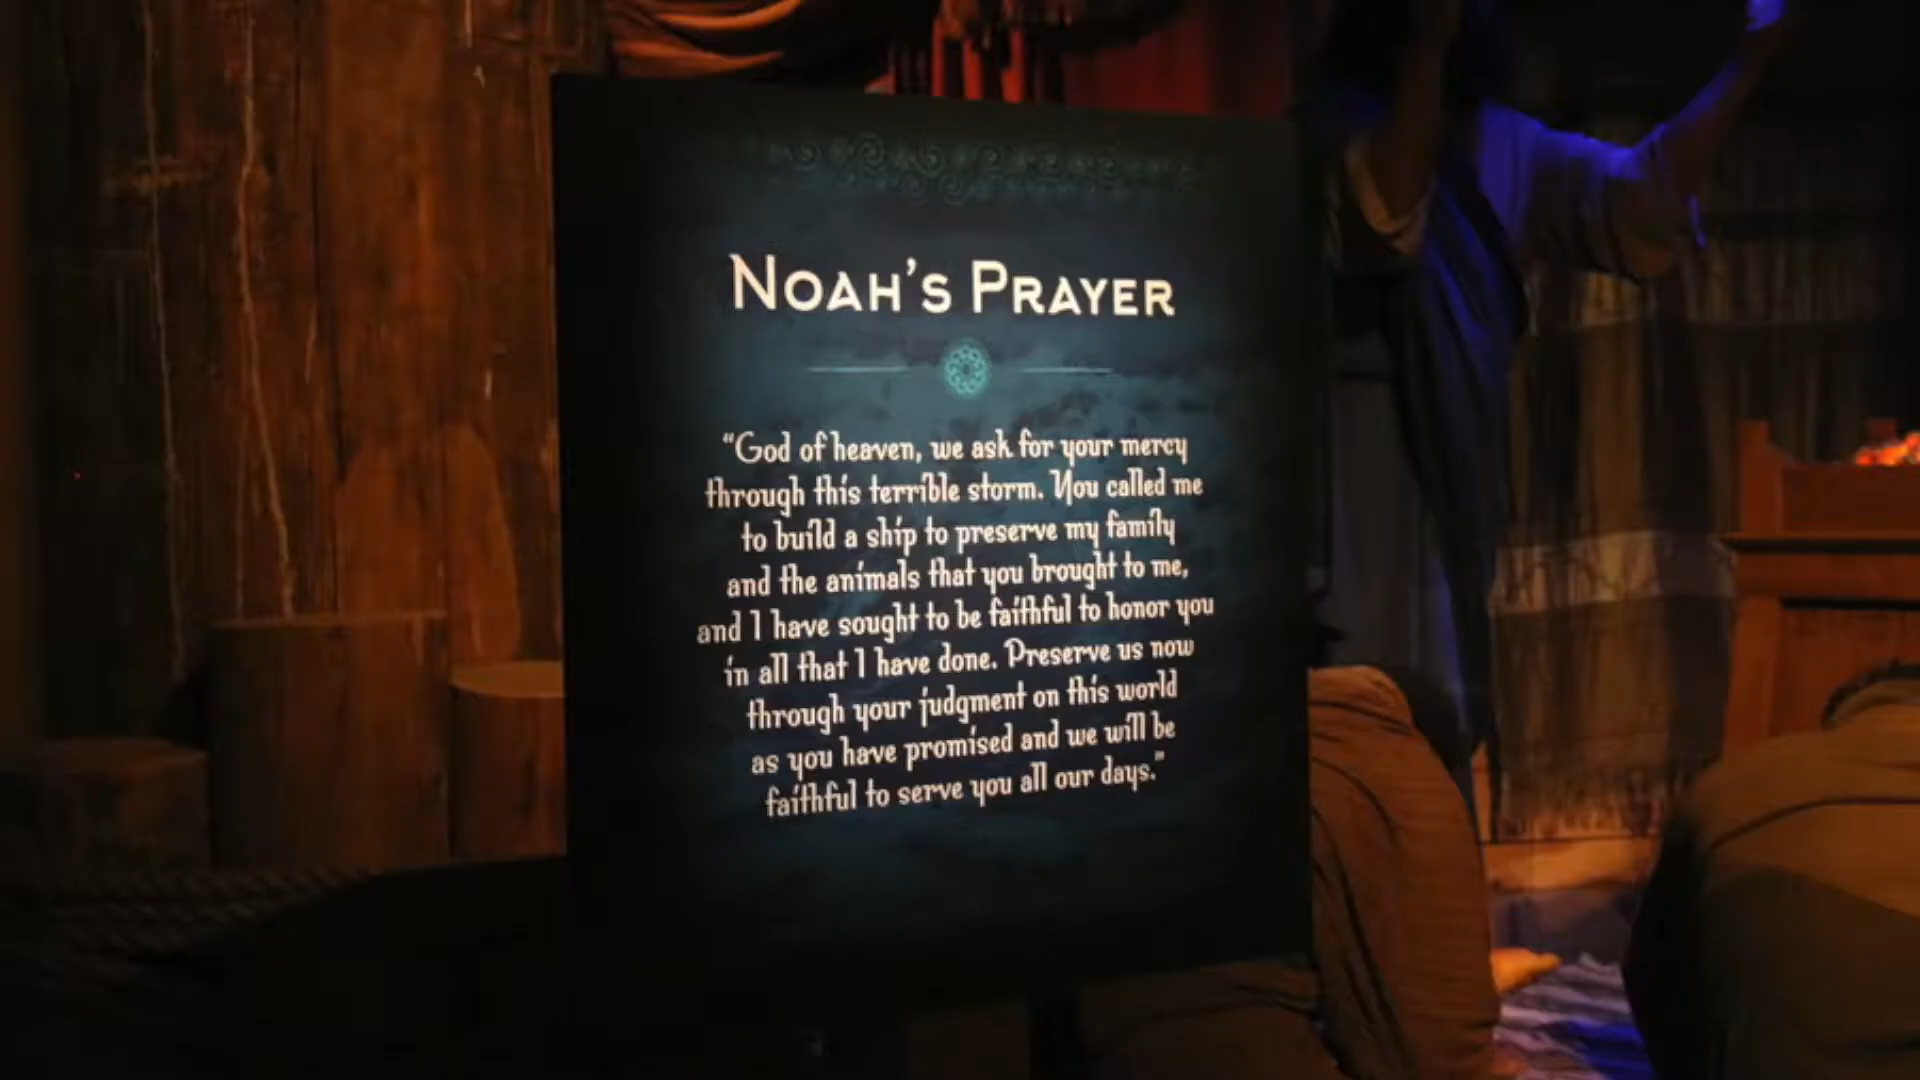 NOAH'S PRAYER
"God of heaven, we ask for your mercy
through this terrible storm. You called me
to build a ship to preserve my family
and the animals that you brought to me,
and I have sought to be faithful to honor you
in all that I have done. Preserve us now
through your judgment on this world
as you have promised and we will be
faithful to serve you all our days."